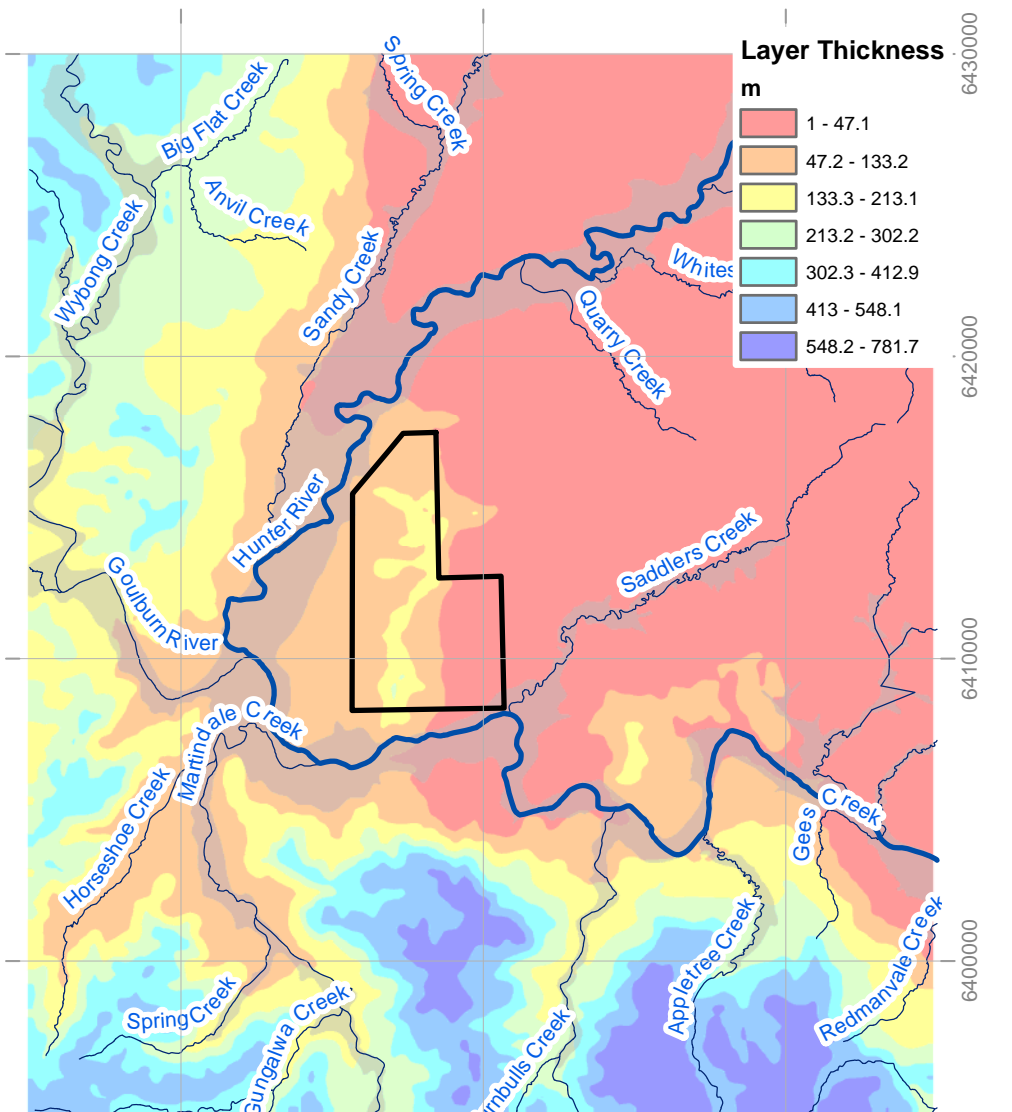 Layer Thickness
m
1 - 47.1
47.2 - 133.2
133.3 - 213.1
213.2 - 302.2
302.3 - 412.9
413 - 548.1
548.2 - 781.7
6430000
6420000
6410000
6400000
Spring Creek
Big Flat Creek
Anvil Creek
Wybong Creek
Sandy Creek
Whites
Quarry Creek
Hunter River
Saddlers Creek
Goulburn River
Martindale Creek
Horseshoe Creek
Gees Creek
Appletree Creek
Redmanvale Creek
Spring Creek
Gungalwa Creek
rnbulls Creek